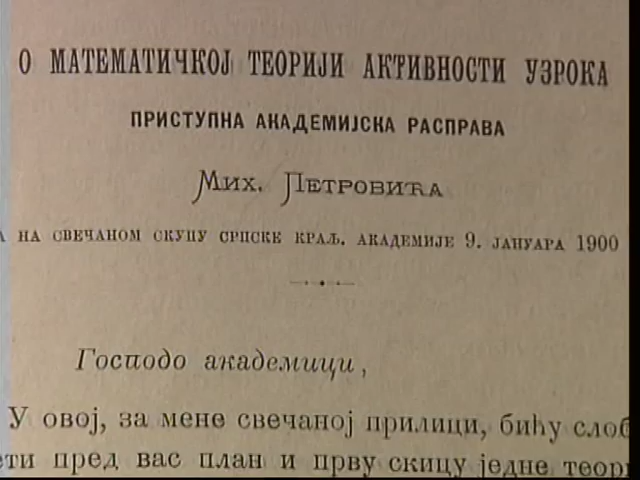 О МАТЕМАТИЧКОЈ ТЕОРИЈИ АКТИВНОСТИ УЗРОКА
ПРИСТУПНА АКАДЕМИЈСКА РАСПРАВА
Мих. Петровића
НА СВЕЧАНОМ СКУПУ СРПСКЕ КРАЉ. АКАДЕМИЈЕ 9. ЈАНУАРА 1900
Господо академици,
У овој, за мене свечаној прилици, бићу
пред вас план и прву скицу једне